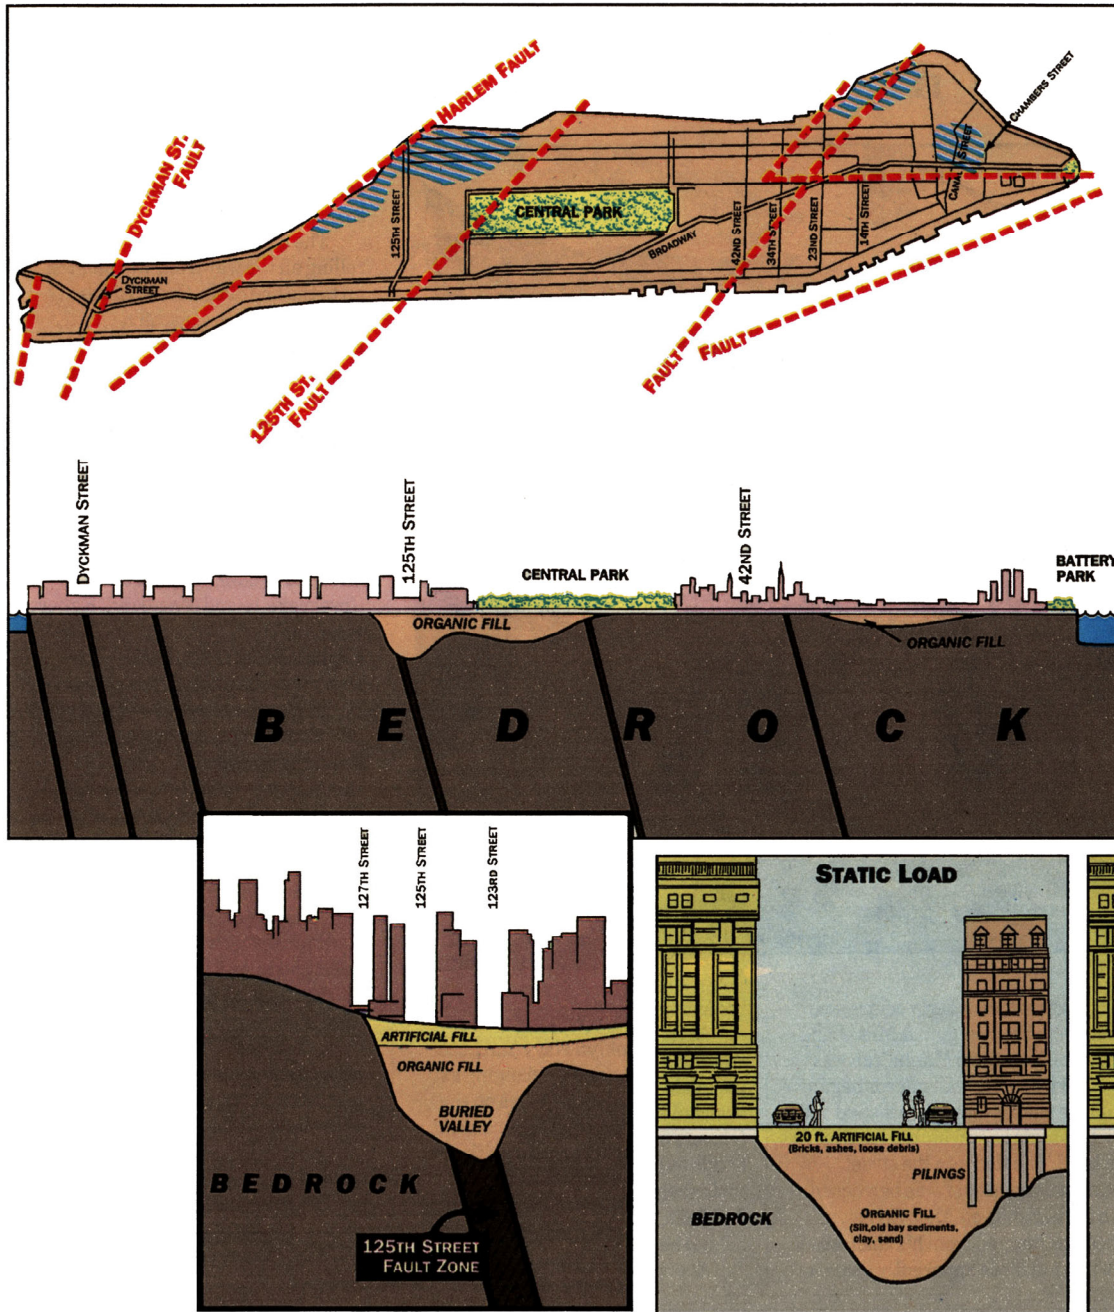 HARLEM FAULT
DYCKMAN ST.
FAULT
DYCKMAN
STREET
125TH STREET
CENTRAL PARK
BROADWAY
42ND STREET
34TH STREET
23ND STREET
14TH STREET
CANAL STREET
CHAMBERS STREET
125TH ST.
FAULT
FAULT
FAULT
DYCKMAN STREET
125TH STREET
CENTRAL PARK
42ND STREET
BATTERY
PARK
ORGANIC FILL
ORGANIC FILL
BEDROCK
127TH STREET
125TH STREET
123RD STREET
ARTIFICIAL FILL
ORGANIC FILL
BURIED
VALLEY
BEDROCK
125TH STREET
FAULT ZONE
STATIC LOAD
20 ft. ARTIFICIAL FILL
(Bricks, ashes, loose debris)
PILINGS
BEDROCK
ORGANIC FILL
(Silt,old bay sediments,
clay, sand)